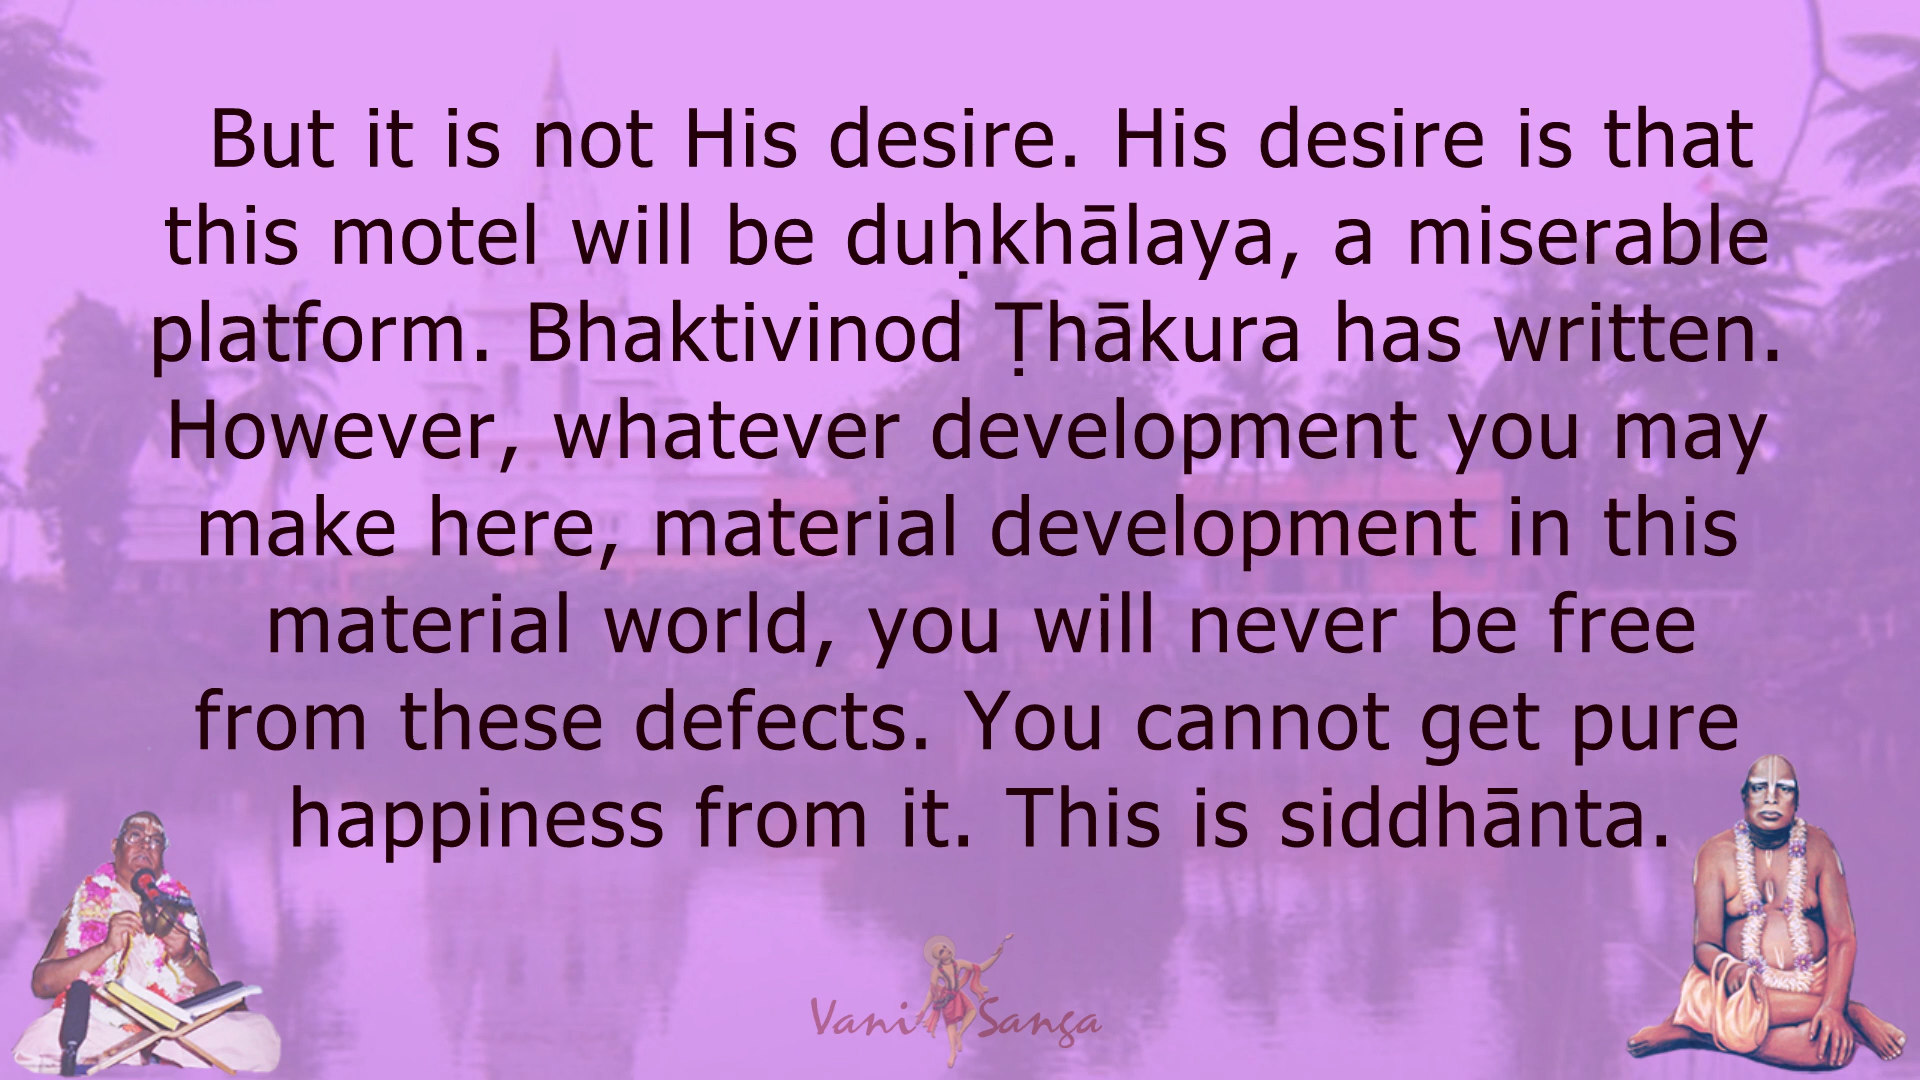 But it is not His desire. His desire is that
this motel will be duḥkhālaya, a miserable
platform. Bhaktivinod Ṭhākura has written.
However, whatever development you may
make here, material development in this
material world, you will never be free
from these defects. You cannot get pure
happiness from it. This is siddhānta.
Vani Sanga